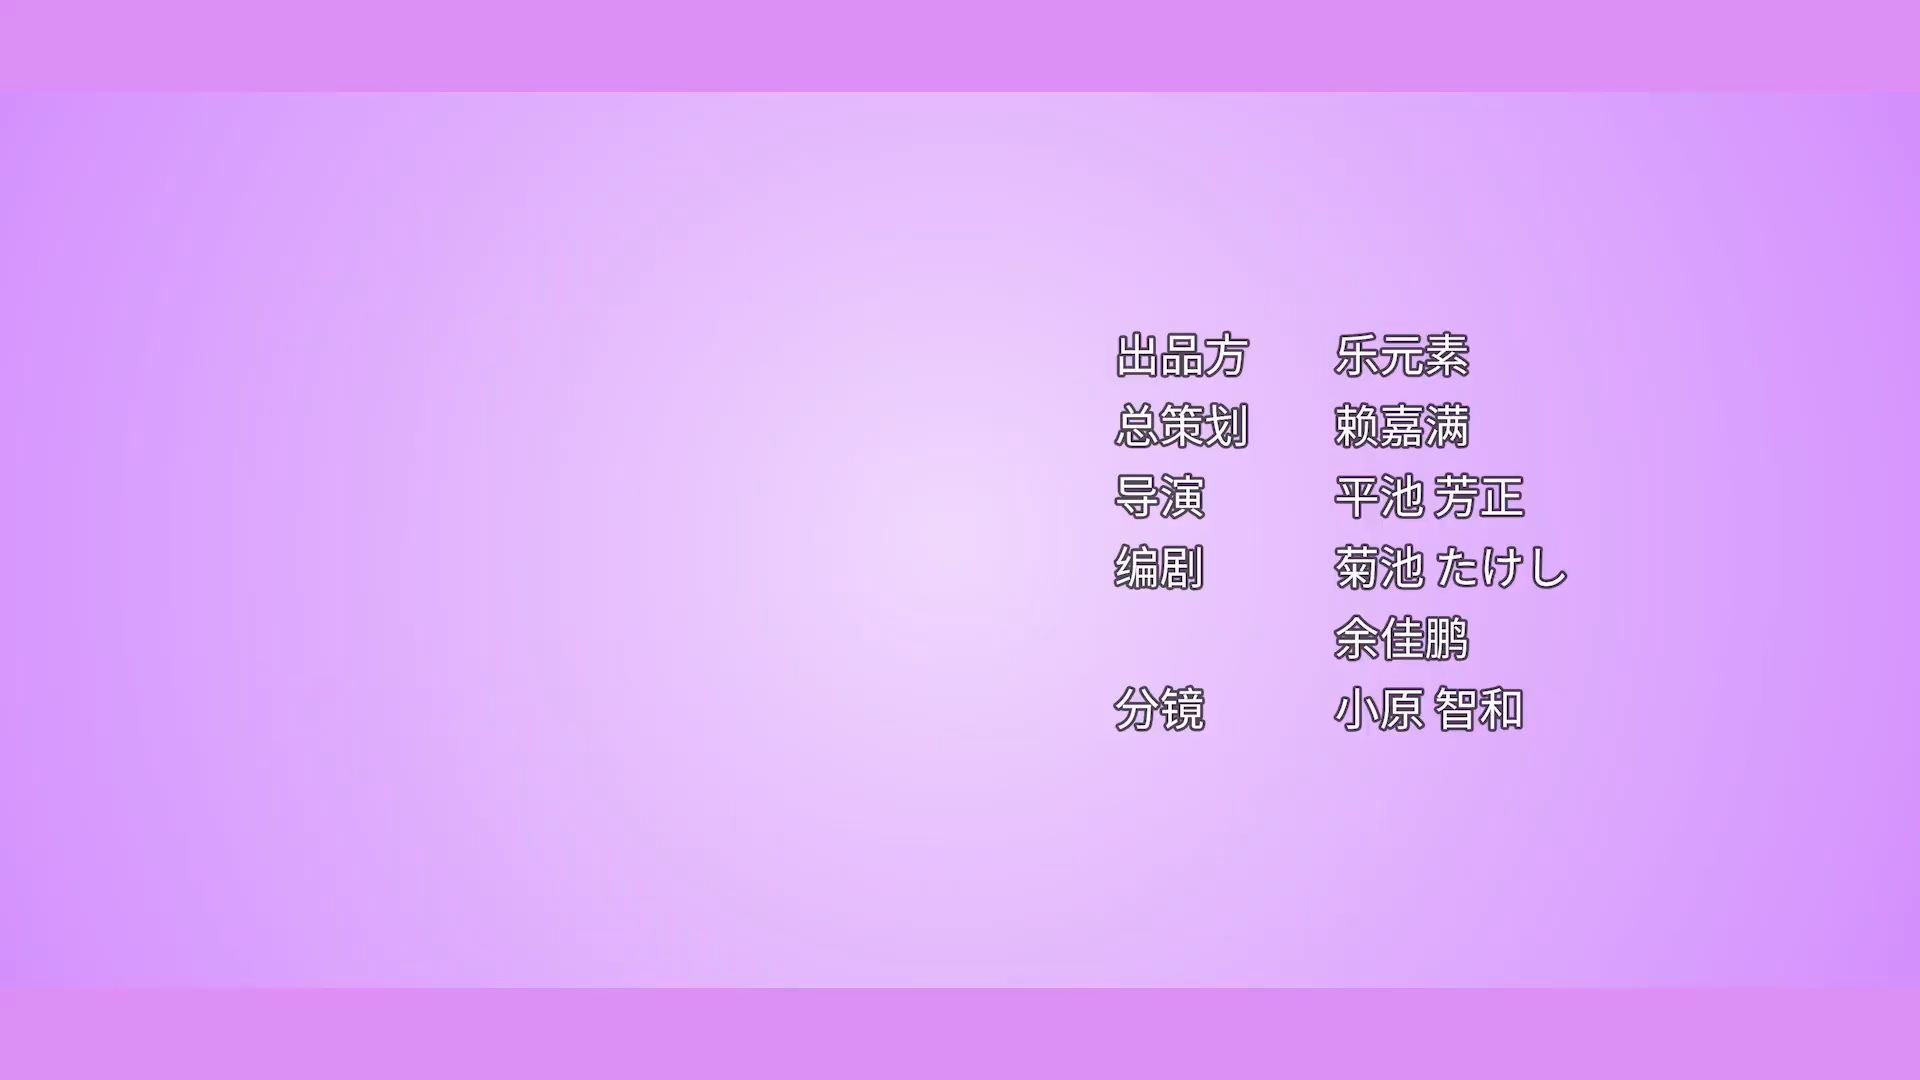 出品方 乐元素
总策划 赖嘉满
导演 平池 芳正
编剧 菊池 たけし
余佳鹏
分镜 小原 智和